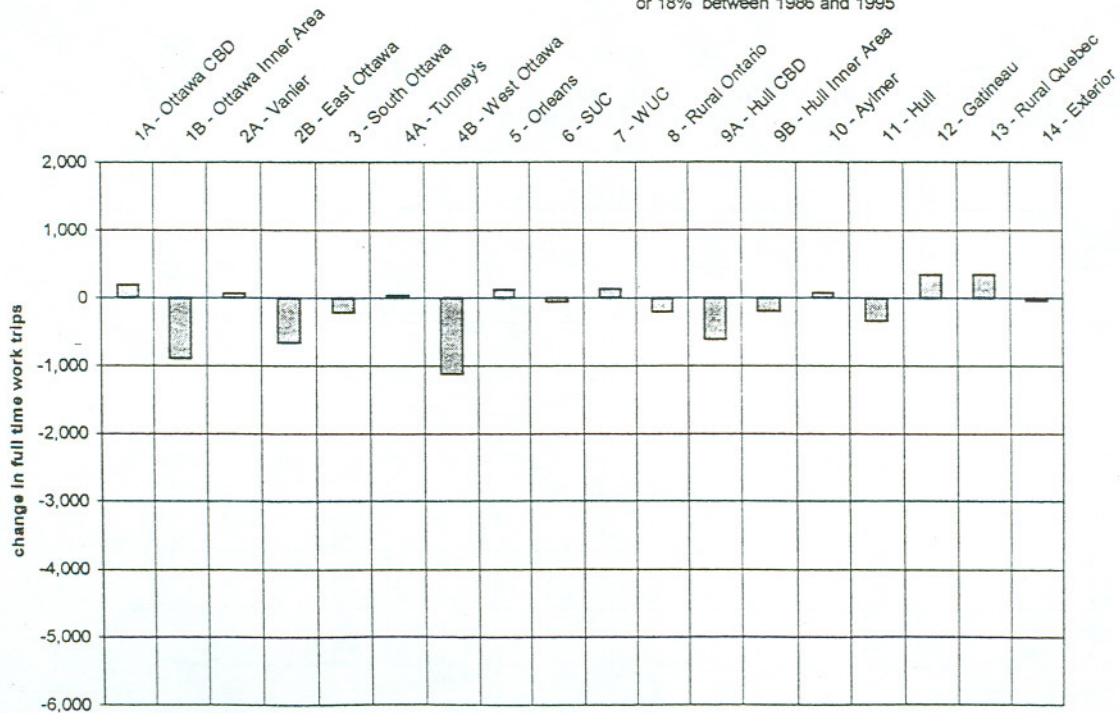 or 18% between 1986 and 1995
1A - Ottawa CBD
1B - Ottawa Inner Area
2A - Vanier
2B - East Ottawa
3 - South Ottawa
4A - Tunney's
4B - West Ottawa
5 - Orleans
6 - SUC
7 - WUC
8 - Rural Ontario
9A - Hull CBD
9B - Hull Inner Area
10 - Aylmer
11 - Hull
12 - Gatineau
13 - Rural Quebec
14 - Exterior
2,000
1,000
0
-1,000
-2,000
-3,000
-4,000
-5,000
-6,000
change in full time work trips